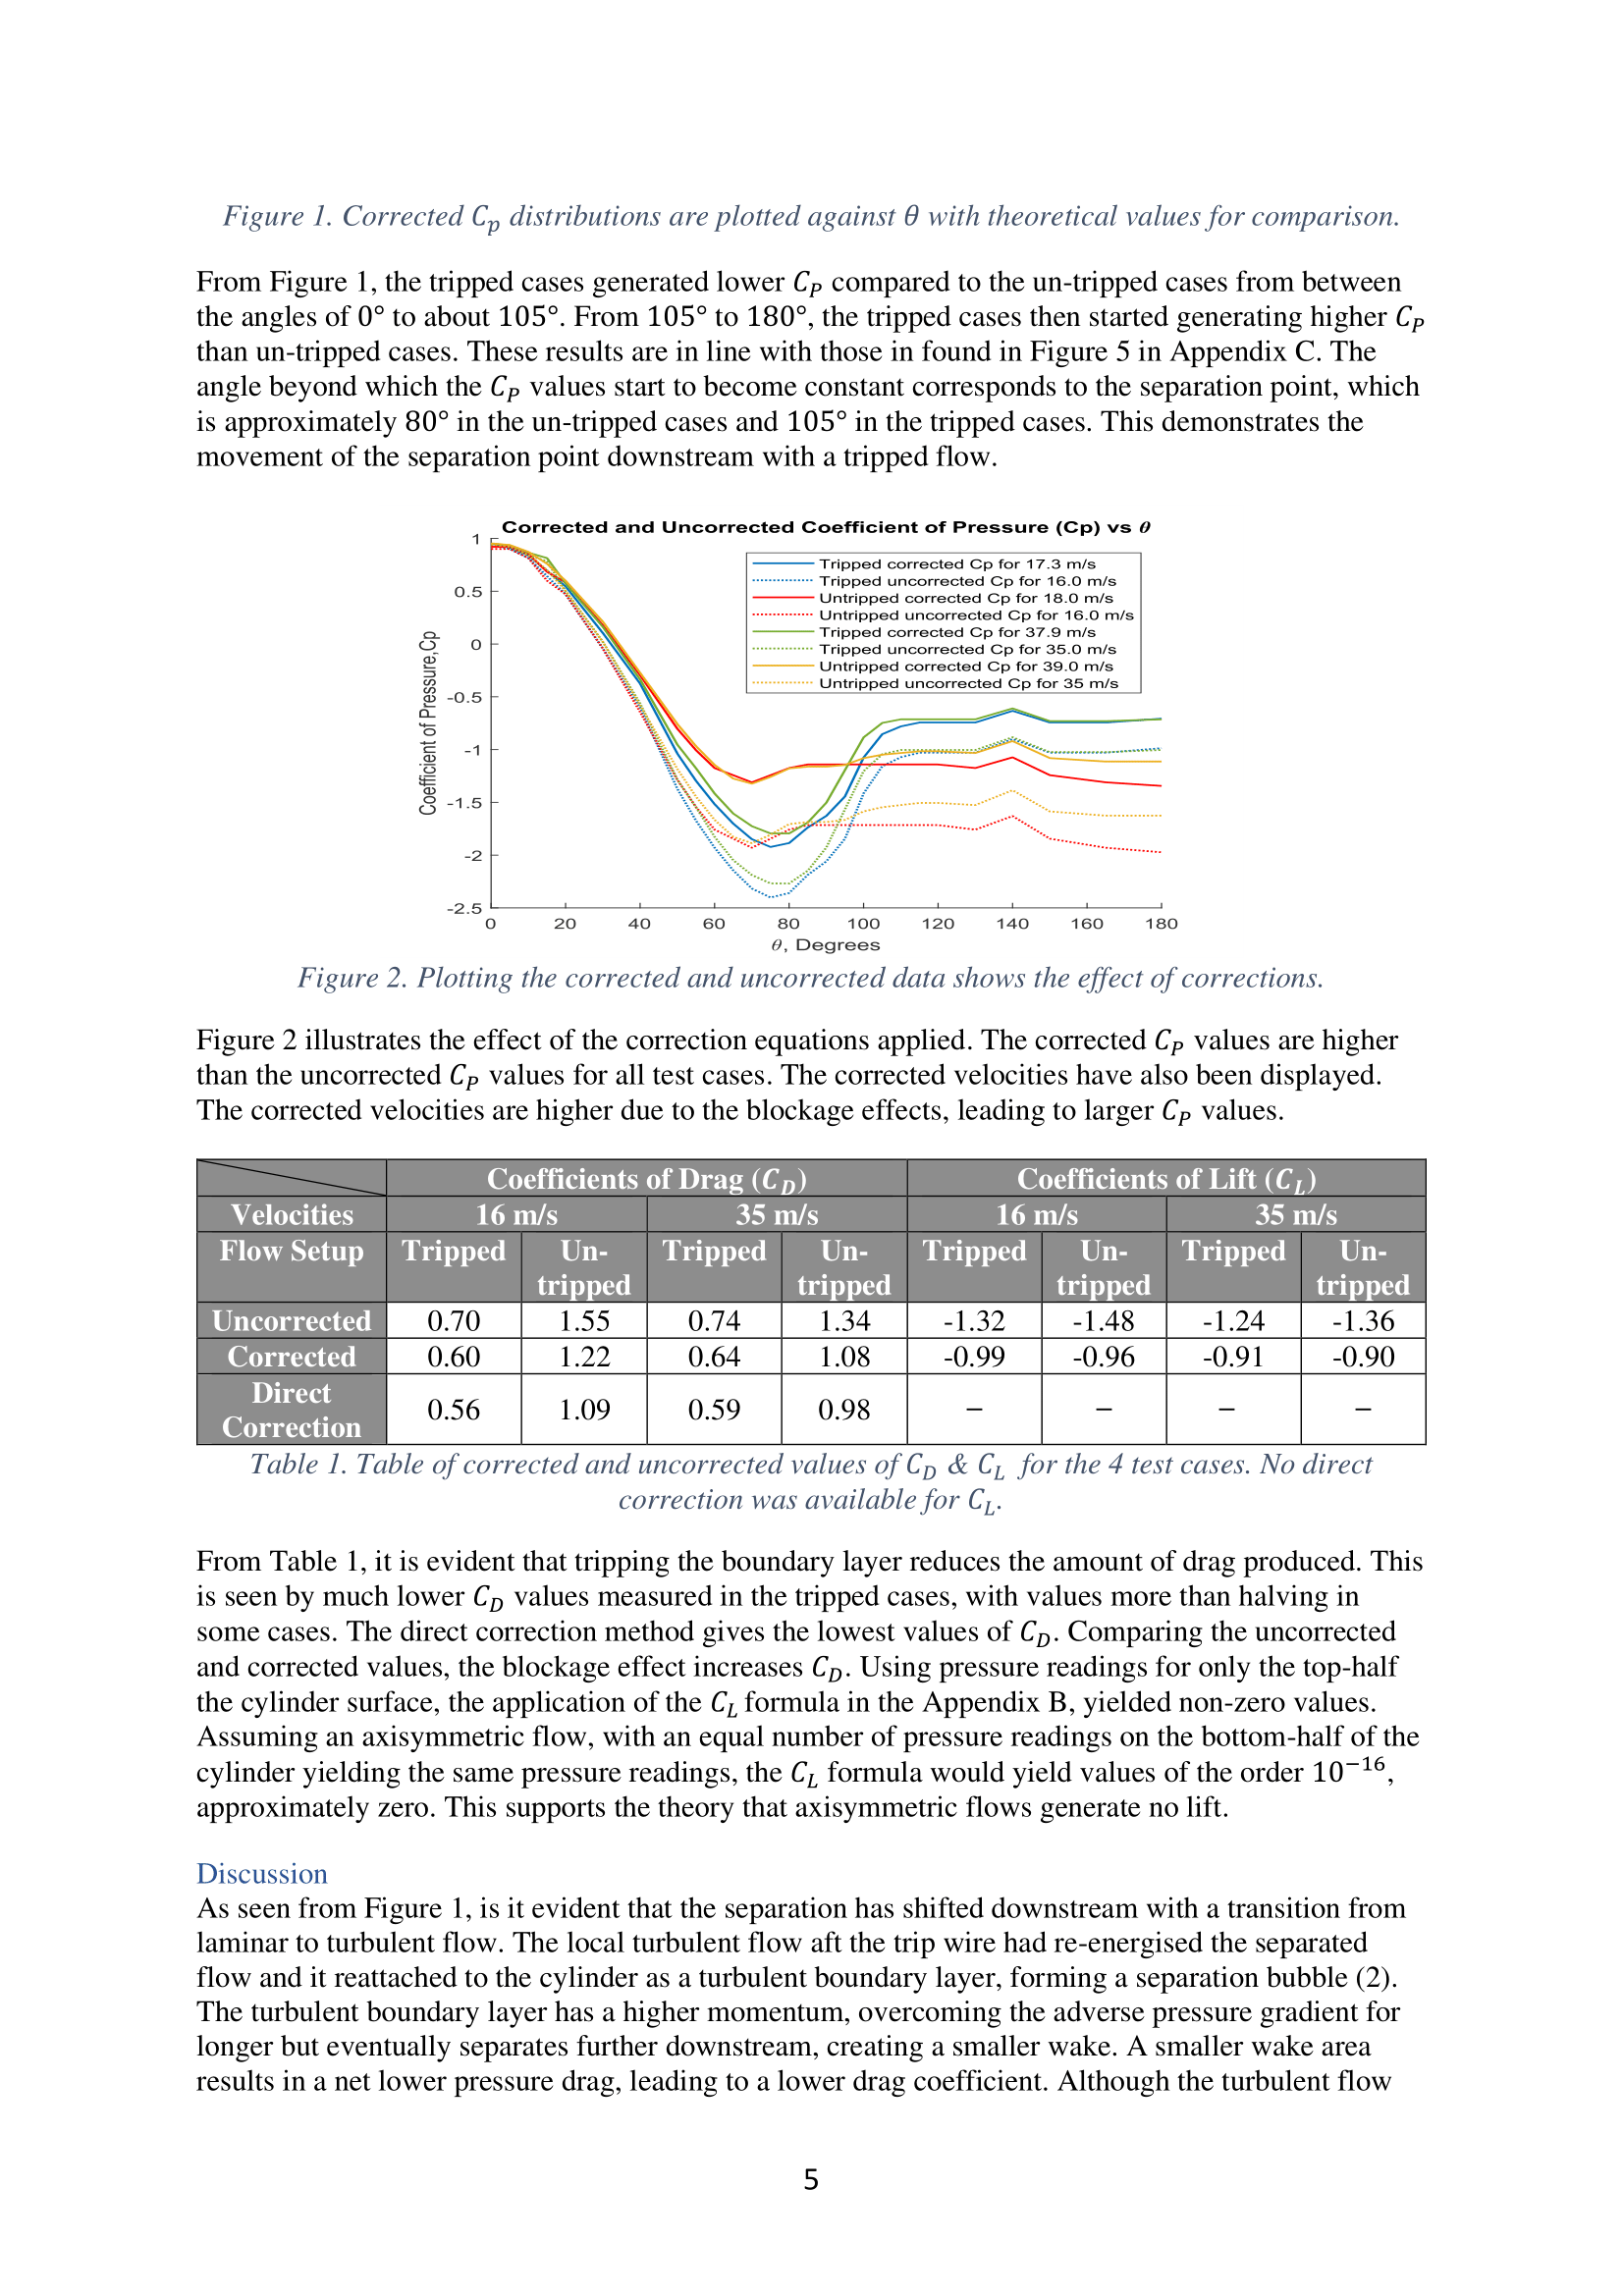 Figure 1. Corrected Cp distributions are plotted against θ with theoretical values for comparison.
From Figure 1, the tripped cases generated lower CP compared to the un-tripped cases from between
the angles of 0° to about 105°. From 105° to 180°, the tripped cases then started generating higher CP
than un-tripped cases. These results are in line with those in found in Figure 5 in Appendix C. The
angle beyond which the CP values start to become constant corresponds to the separation point, which
is approximately 80° in the un-tripped cases and 105° in the tripped cases. This demonstrates the
movement of the separation point downstream with a tripped flow.
Corrected and Uncorrected Coefficient of Pressure (Cp) vs θ
Coefficient of Pressure,Cp
1
0.5
0
-0.5
-1
-1.5
-2
-2.5
Tripped corrected Cp for 17.3 m/s
Tripped uncorrected Cp for 16.0 m/s
Untripped corrected Cp for 18.0 m/s
Untripped uncorrected Cp for 16.0 m/s
Tripped corrected Cp for 37.9 m/s
Tripped uncorrected Cp for 35.0 m/s
Untripped corrected Cp for 39.0 m/s
Untripped uncorrected Cp for 35 m/s
0 20 40 60 80 100 120 140 160 180
θ, Degrees
Figure 2. Plotting the corrected and uncorrected data shows the effect of corrections.
Figure 2 illustrates the effect of the correction equations applied. The corrected CP values are higher
than the uncorrected CP values for all test cases. The corrected velocities have also been displayed.
The corrected velocities are higher due to the blockage effects, leading to larger CP values.
Coefficients of Drag (CD) Coefficients of Lift (CL)
Velocities 16 m/s 35 m/s 16 m/s 35 m/s
Flow Setup Tripped Un-tripped Tripped Un-tripped Tripped Un-tripped Tripped Un-tripped
Uncorrected 0.70 1.55 0.74 1.34 -1.32 -1.48 -1.24 -1.36
Corrected 0.60 1.22 0.64 1.08 -0.99 -0.96 -0.91 -0.90
Direct Correction 0.56 1.09 0.59 0.98 – – – –
Table 1. Table of corrected and uncorrected values of CD & CL for the 4 test cases. No direct
correction was available for CL.
From Table 1, it is evident that tripping the boundary layer reduces the amount of drag produced. This
is seen by much lower CD values measured in the tripped cases, with values more than halving in
some cases. The direct correction method gives the lowest values of CD. Comparing the uncorrected
and corrected values, the blockage effect increases CD. Using pressure readings for only the top-half
the cylinder surface, the application of the CL formula in the Appendix B, yielded non-zero values.
Assuming an axisymmetric flow, with an equal number of pressure readings on the bottom-half of the
cylinder yielding the same pressure readings, the CL formula would yield values of the order 10⁻¹⁶,
approximately zero. This supports the theory that axisymmetric flows generate no lift.
Discussion
As seen from Figure 1, is it evident that the separation has shifted downstream with a transition from
laminar to turbulent flow. The local turbulent flow aft the trip wire had re-energised the separated
flow and it reattached to the cylinder as a turbulent boundary layer, forming a separation bubble (2).
The turbulent boundary layer has a higher momentum, overcoming the adverse pressure gradient for
longer but eventually separates further downstream, creating a smaller wake. A smaller wake area
results in a net lower pressure drag, leading to a lower drag coefficient. Although the turbulent flow
5